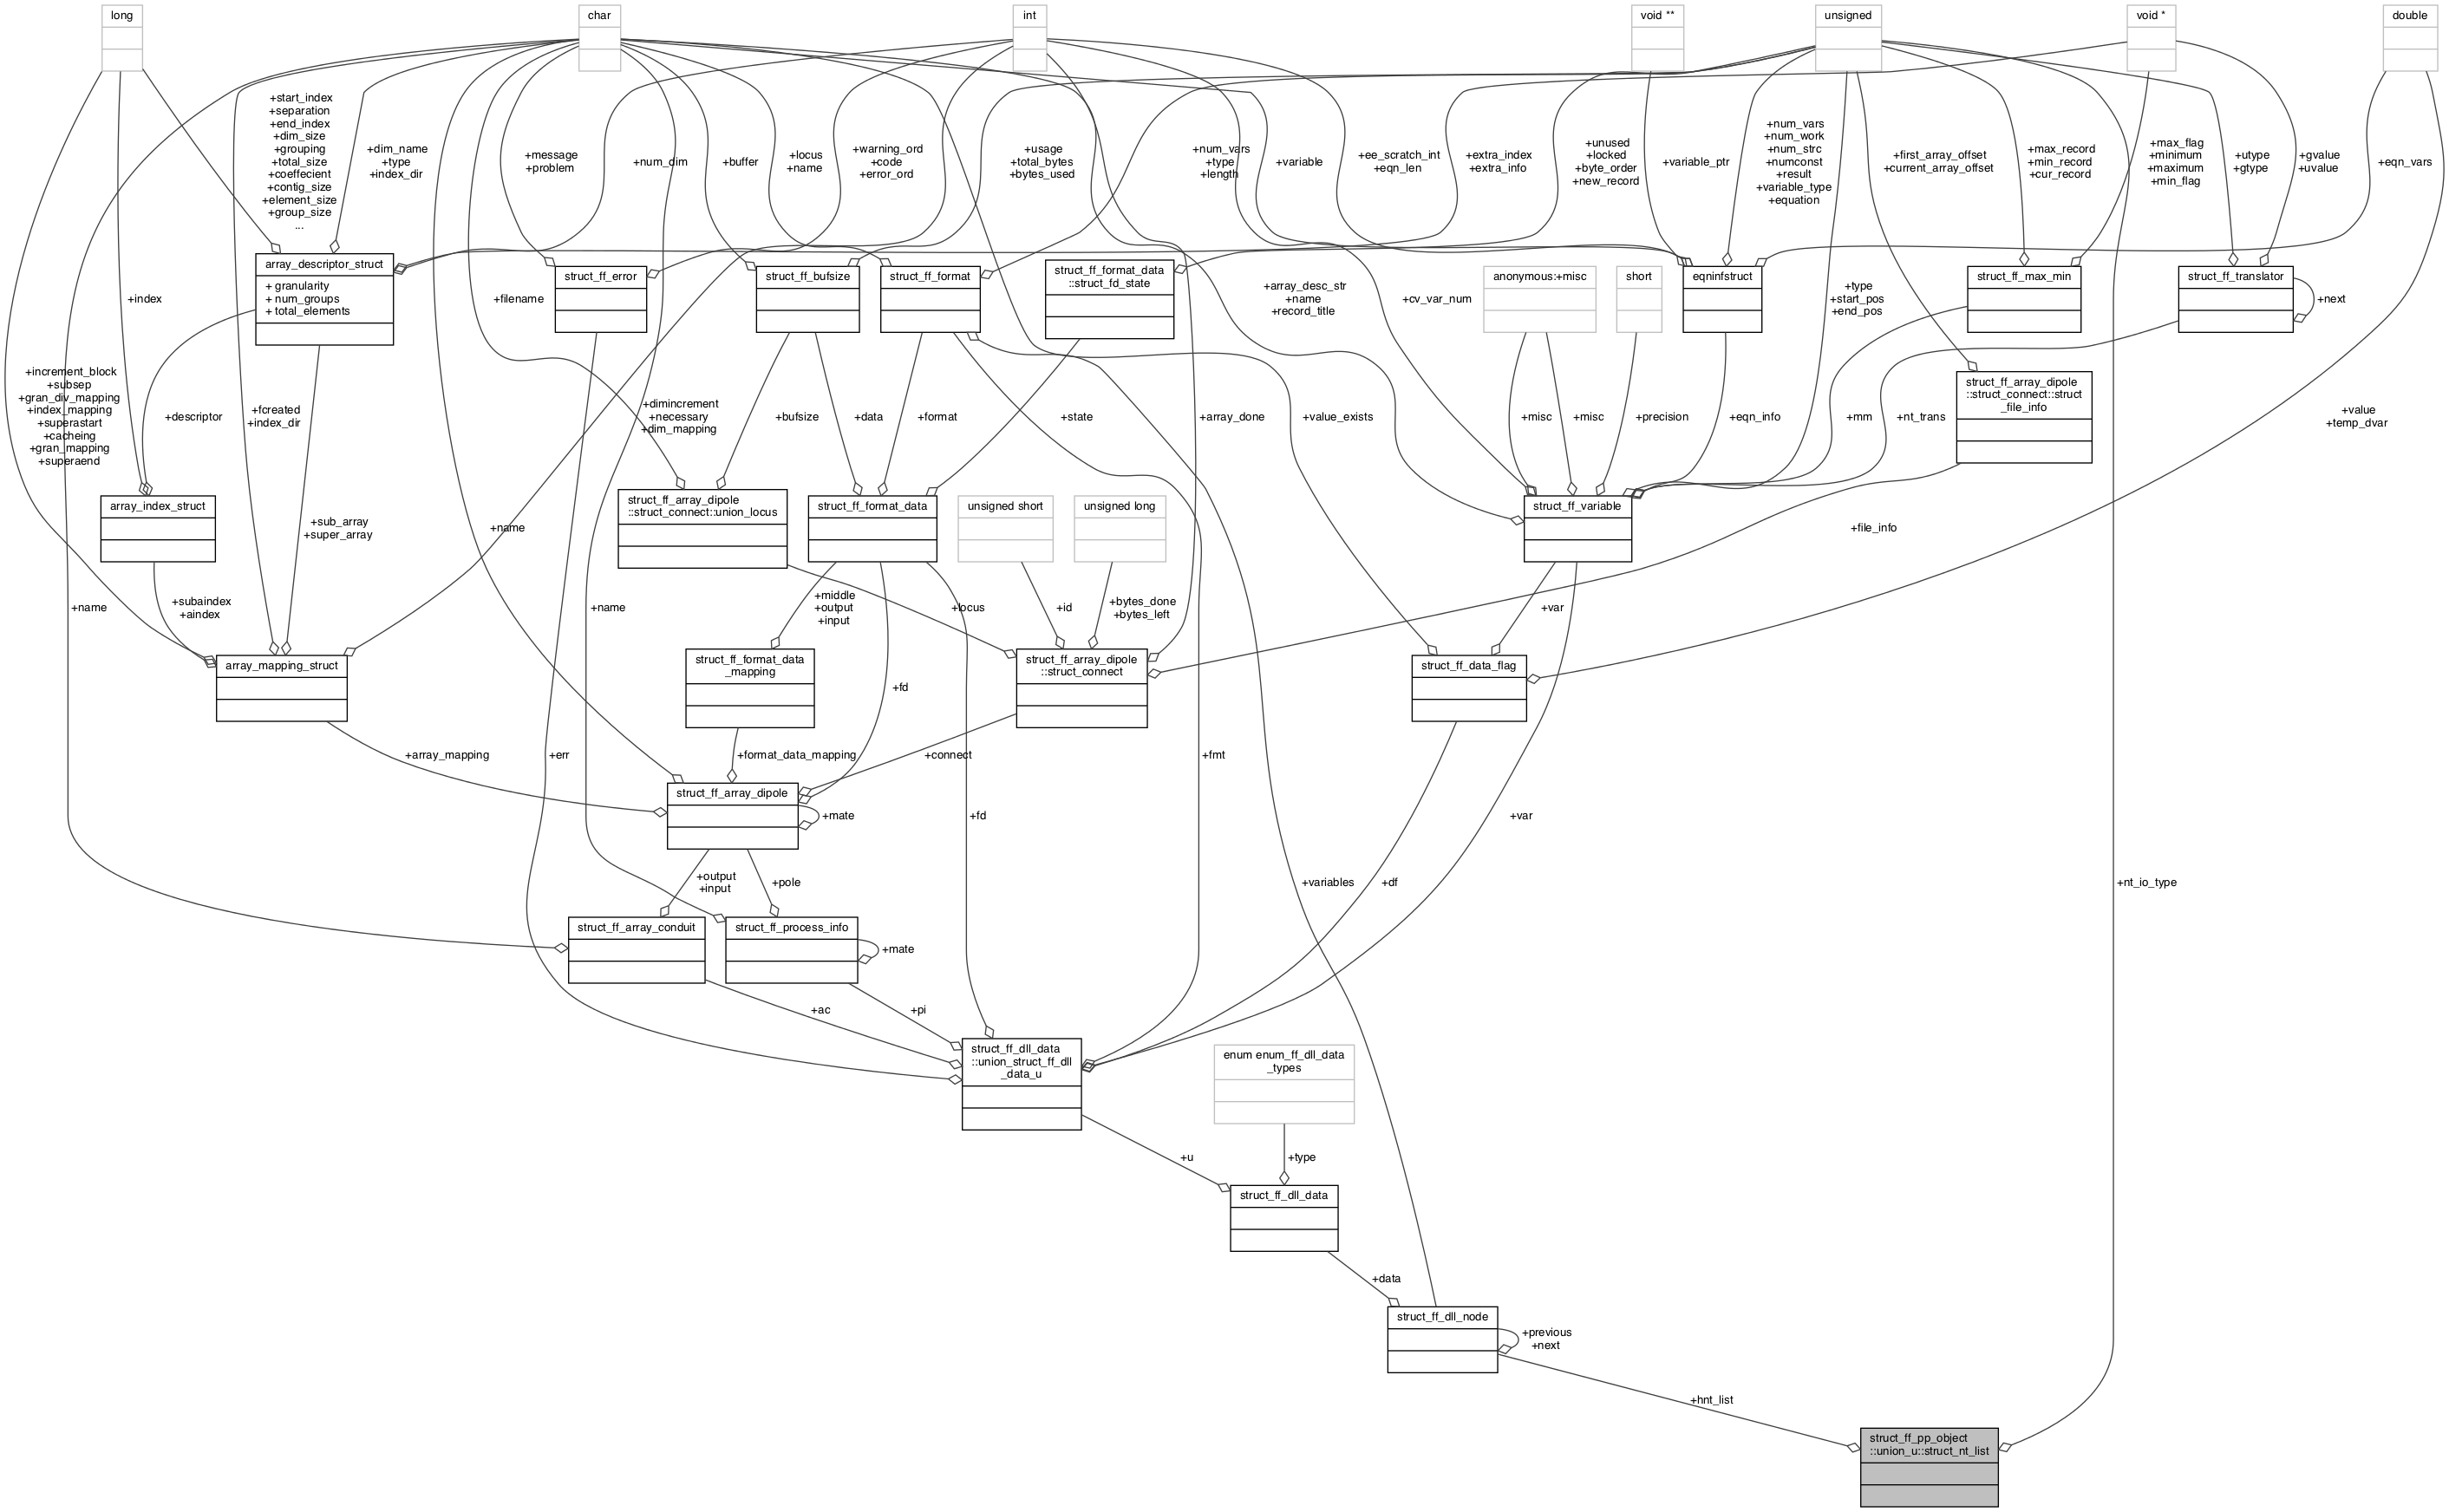 long
char
int
void **
unsigned
void *
double
+start_index
+separation
+end_index
+dim_size
+grouping
+total_size
+coeffecient
+contig_size
+element_size
+group_size
...
+dim_name
+type
+index_dir
+message
+problem
+num_dim
+buffer
+locus
+name
+warning_ord
+code
+error_ord
+usage
+total_bytes
+bytes_used
+num_vars
+type
+length
+variable
+ee_scratch_int
+eqn_len
+extra_index
+extra_info
+unused
+locked
+byte_order
+new_record
+variable_ptr
+num_vars
+num_work
+num_strc
+numconst
+result
+variable_type
+equation
+first_array_offset
+current_array_offset
+max_record
+min_record
+cur_record
+max_flag
+minimum
+maximum
+min_flag
+utype
+gtype
+gvalue
+uvalue
+eqn_vars
+index
array_descriptor_struct
+ granularity
+ num_groups
+ total_elements
+filename
struct_ff_error
struct_ff_bufsize
struct_ff_format
struct_ff_format_data
::struct_fd_state
+array_desc_str
+name
+record_title
+cv_var_num
anonymous:+misc
short
eqninfstruct
+type
+start_pos
+end_pos
struct_ff_max_min
struct_ff_translator
+next
+increment_block
+subsep
+gran_div_mapping
+index_mapping
+superastart
+cacheing
+gran_mapping
+superaend
+descriptor
+fcreated
+index_dir
+dimincrement
+necessary
+dim_mapping
+bufsize
+data
+format
+state
+array_done
+value_exists
+misc
+misc
+precision
+eqn_info
+mm
+nt_trans
struct_ff_array_dipole
::struct_connect::struct
_file_info
+value
+temp_dvar
array_index_struct
+sub_array
+super_array
+name
struct_ff_array_dipole
::struct_connect::union_locus
struct_ff_format_data
unsigned short
unsigned long
struct_ff_variable
+file_info
+name
+subaindex
+aindex
+name
+middle
+output
+input
+locus
+id
+bytes_done
+bytes_left
+var
array_mapping_struct
struct_ff_format_data
_mapping
+fd
struct_ff_array_dipole
::struct_connect
struct_ff_data_flag
+array_mapping
+err
+format_data_mapping
+connect
+fmt
struct_ff_array_dipole
+mate
+fd
+var
+output
+input
+pole
+variables
+df
+nt_io_type
struct_ff_array_conduit
struct_ff_process_info
+mate
+ac
+pi
struct_ff_dll_data
::union_struct_ff_dll
_data_u
enum enum_ff_dll_data
_types
+u
+type
struct_ff_dll_data
+data
struct_ff_dll_node
+previous
+next
+hnt_list
struct_ff_pp_object
::union_u::struct_nt_list